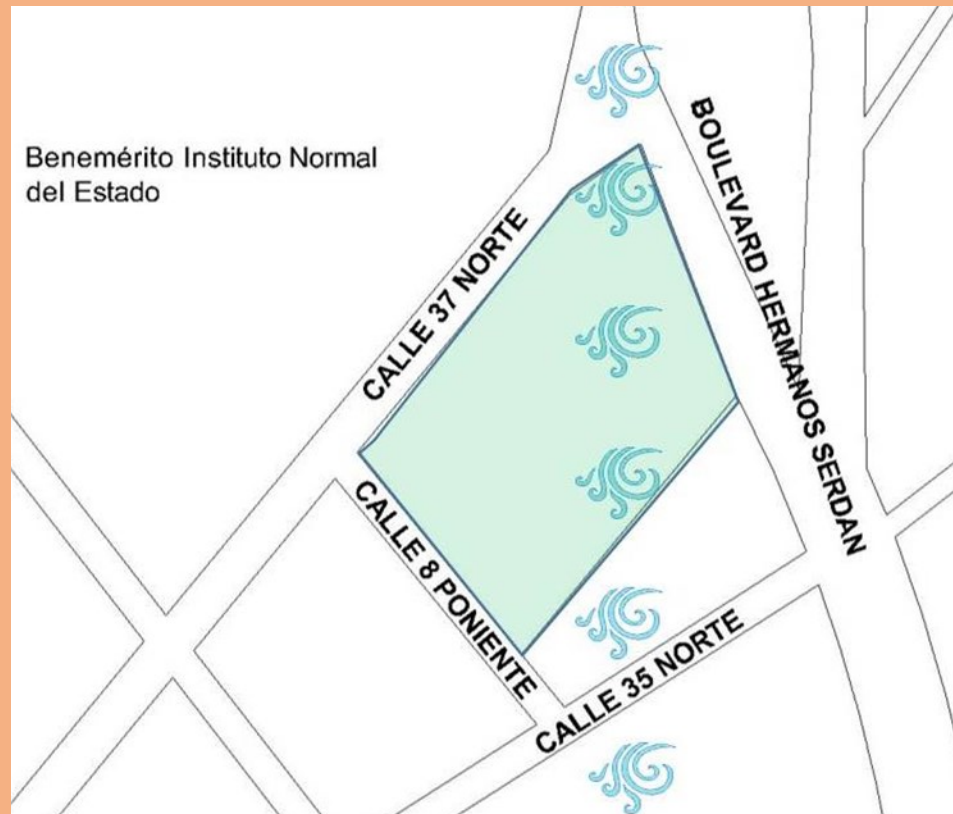 Benemérito Instituto Normal
del Estado
BOULEVARD HERMANOS SERDAN
CALLE 37 NORTE
CALLE 8 PONIENTE
CALLE 35 NORTE